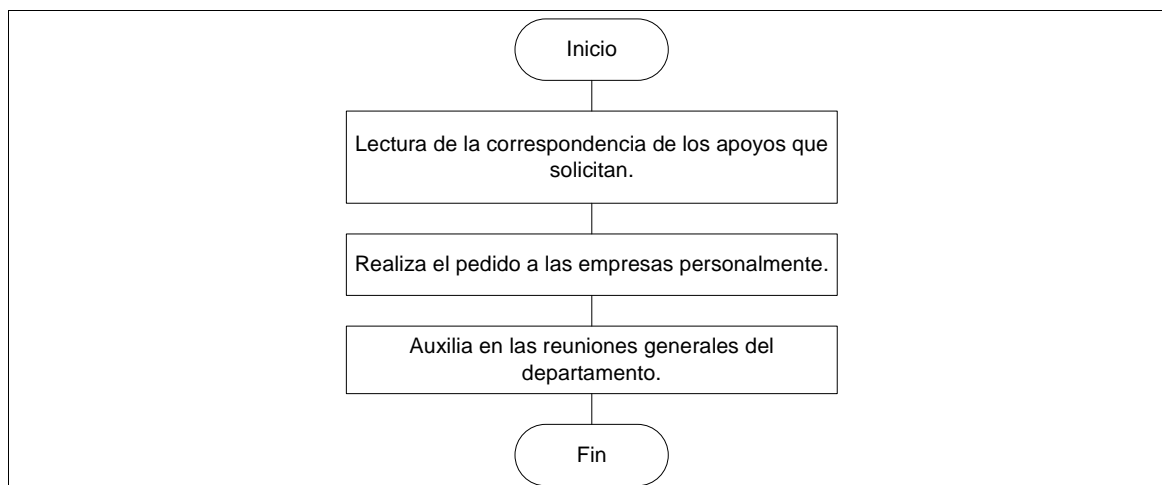 Inicio
Lectura de la correspondencia de los apoyos que
solicitan.
Realiza el pedido a las empresas personalmente.
Auxilia en las reuniones generales del
departamento.
Fin